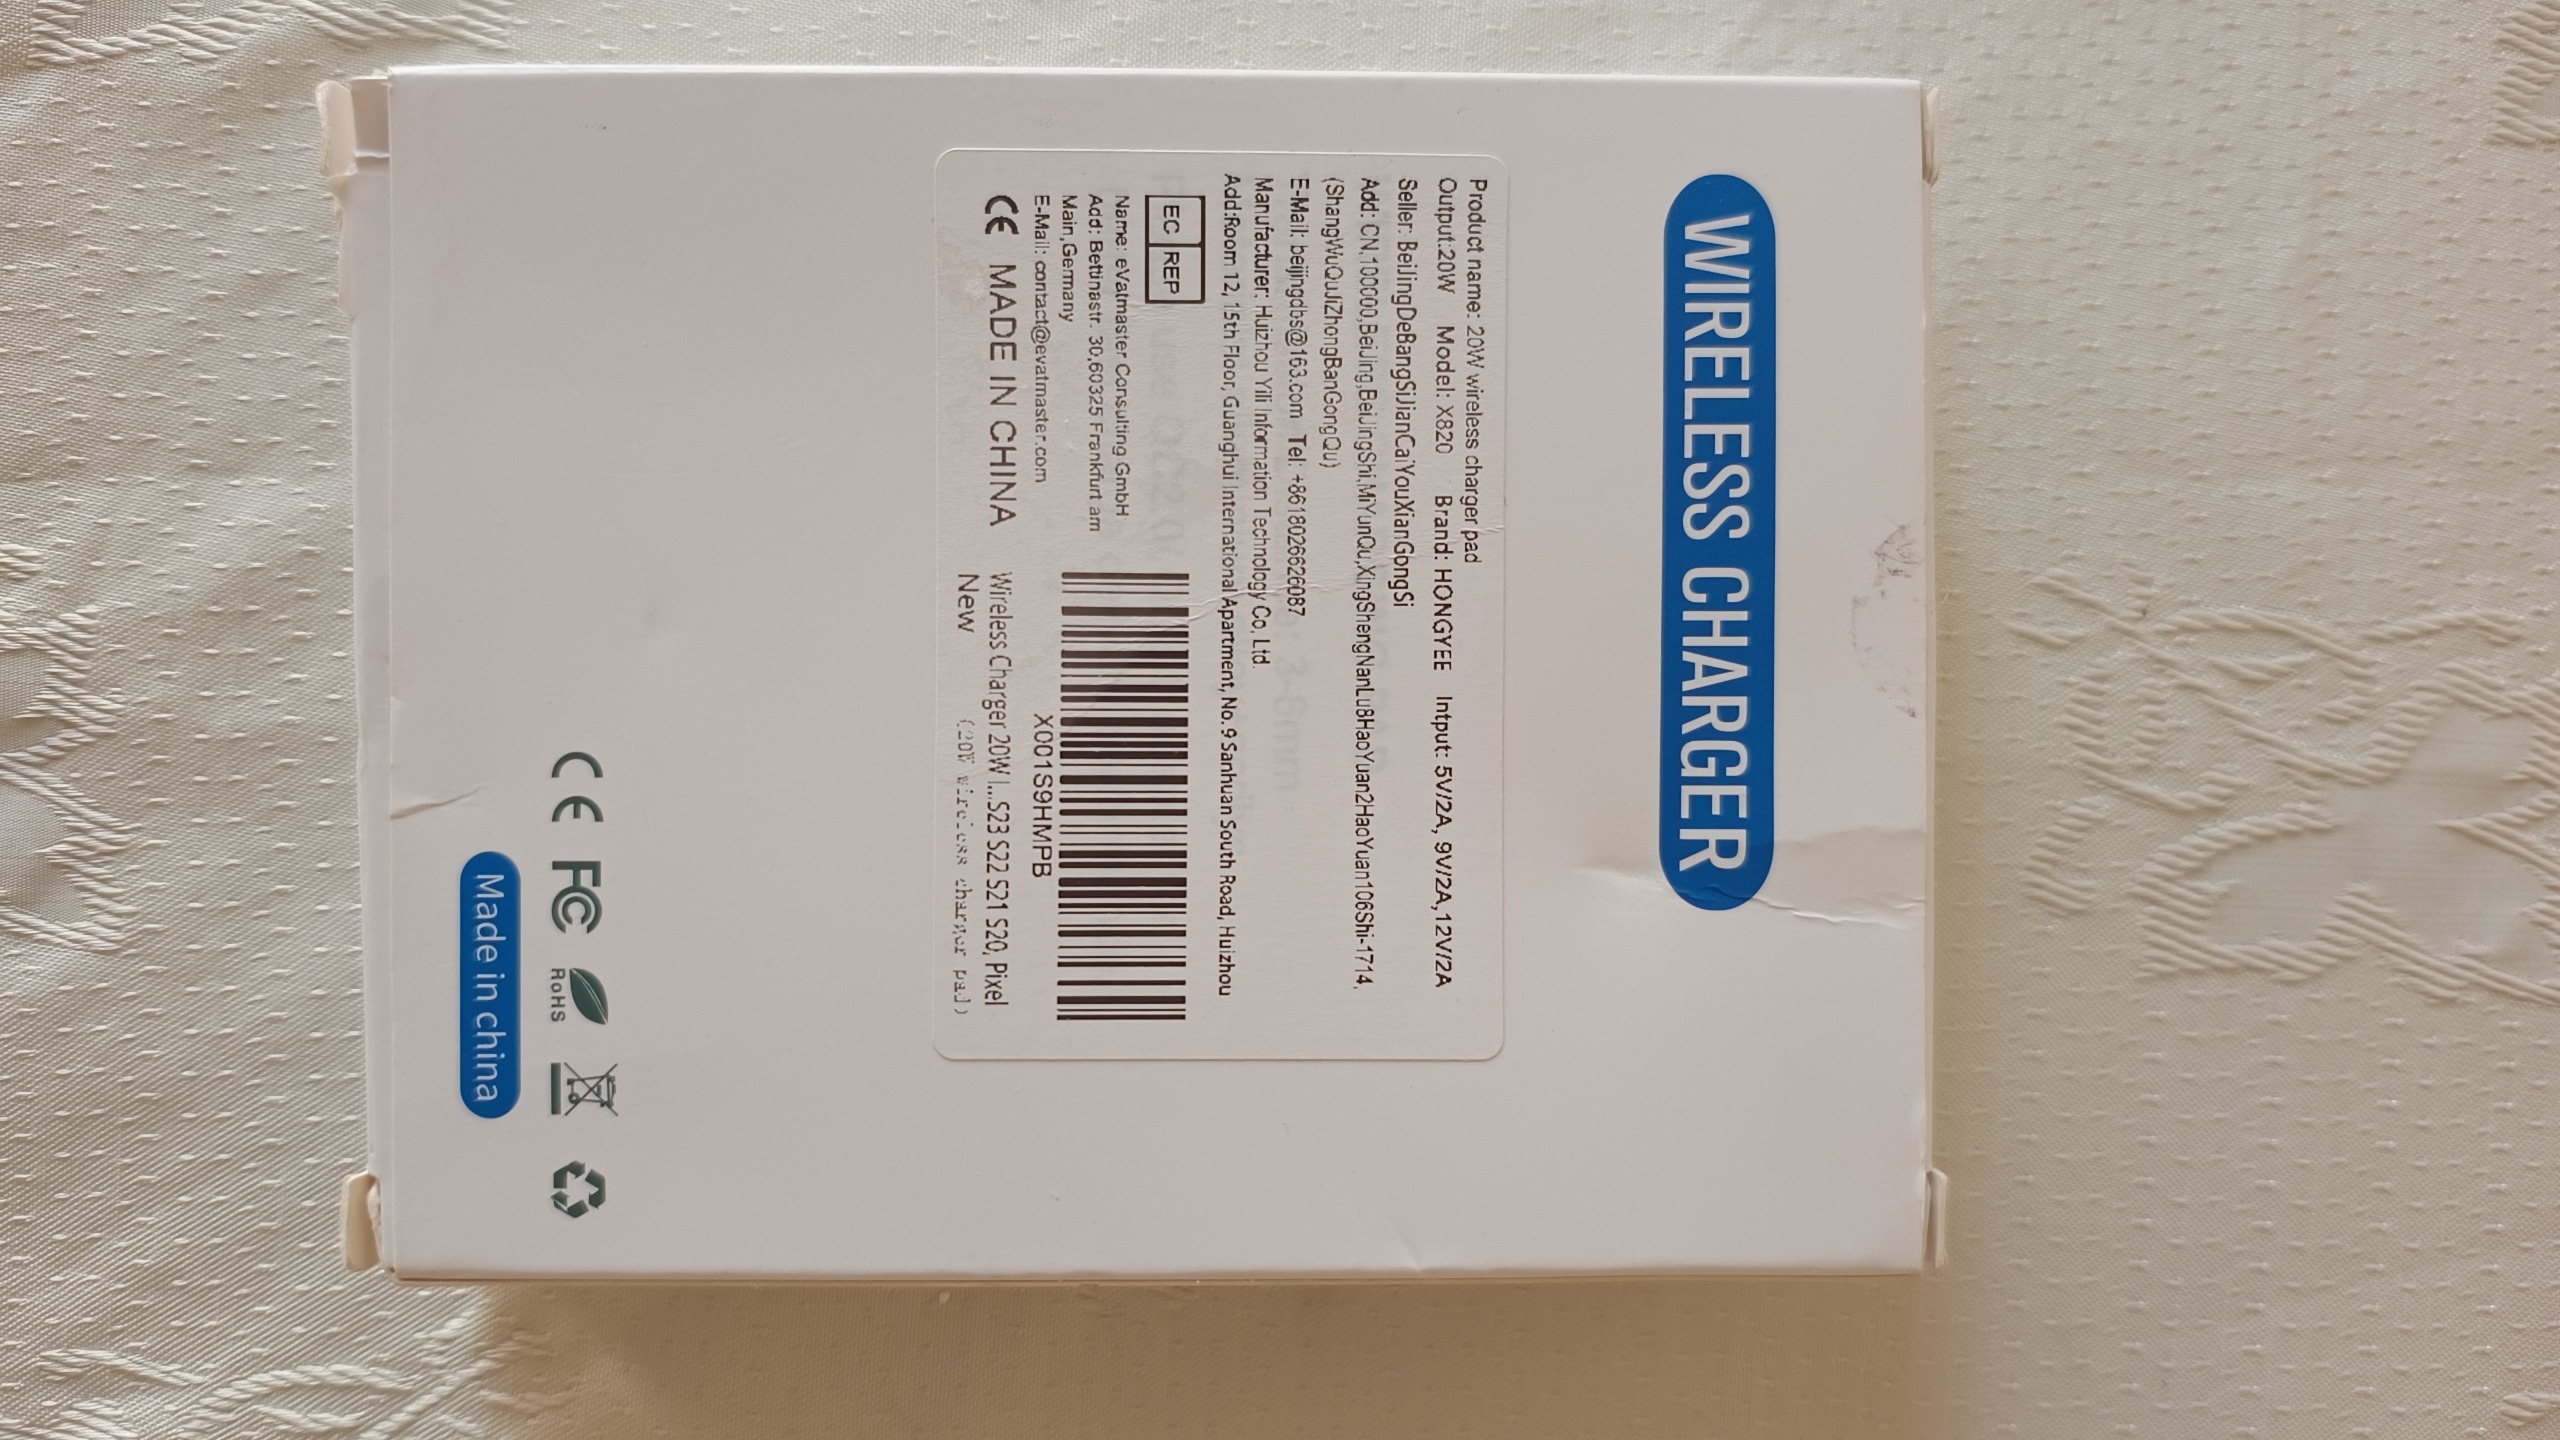 WIRELESS CHARGER
Product name: 20W wireless charger pad
Output:20W Model: X820 Brand: HONGYEE Intput: 5V/2A, 9V/2A,12V/2A
Seller: BeiJingDeBangSiJianCaiYouXianGongSi
Add: CN,100000,BeiJing,BeiJingShi,MiYunQu,XingShengNanLu8HaoYuan2HaoYuan106Shi-1714,
(ShangWuQuJiZhongBanGongQu)
E-Mail: beijingdbs@163.com Tel: +8618026626087
Manufacturer: Huizhou Yili Information Technology Co, Ltd.
Add:Room 12, 15th Floor, Guanghui International Apartment, No.9 Sanhuan South Road, Huizhou
EC REP
Name: eVatmaster Consulting GmbH
Add: Bettinastr. 30,60325 Frankfurt am
Main,Germany
E-Mail: contact@evatmaster.com
CE MADE IN CHINA
X001S9HMPB
Wireless Charger 20W I...S23 S22 S21 S20, Pixel
New
(20W wireless charger pad)
CE FC RoHS
Made in china